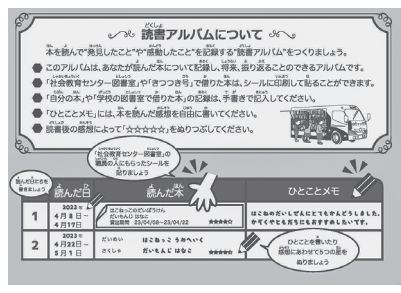 読書アルバムについて
本を読んで“発見したこと”や“感動したこと”を記録する“読書アルバム”をつくりましょう。
このアルバムは、あなたが読んだ本について記録し、将来、振り返ることのできるアルバムです。
「社会教育センター図書室」や「きつつき号」で借りた本は、シールに印刷して貼ることができます。
「自分の本」や「学校の図書室で借りた本」の記録は、手書きで記入してください。
「ひとことメモ」には、本を読んだ感想を自由に書いてください。
読書後の感想によって「☆☆☆☆☆」をぬりつぶしてください。
「社会教育センター図書室」の
職員の人にもらったシールを
貼りましょう
読んだ日にちを
書きましょう
読んだ日
読んだ本
ひとことメモ
1
2023年
4月8日~
4月17日
はこねこのだいぼうけん
だいもんじ はなこ
貸出期間 23/04/08~23/04/22
★★★★☆
はこねのだいしぜんにとてもかんどうしました。
かぞくやともだちにもおすすめしたいです。
2
2023年
4月22日~
5月1日
だいめい はこねっこ うみへいく
さくしゃ だいもんじ はなこ
★★★★☆
ひとことを書いたり
感想にあわせて5つの星を
ぬりましょう